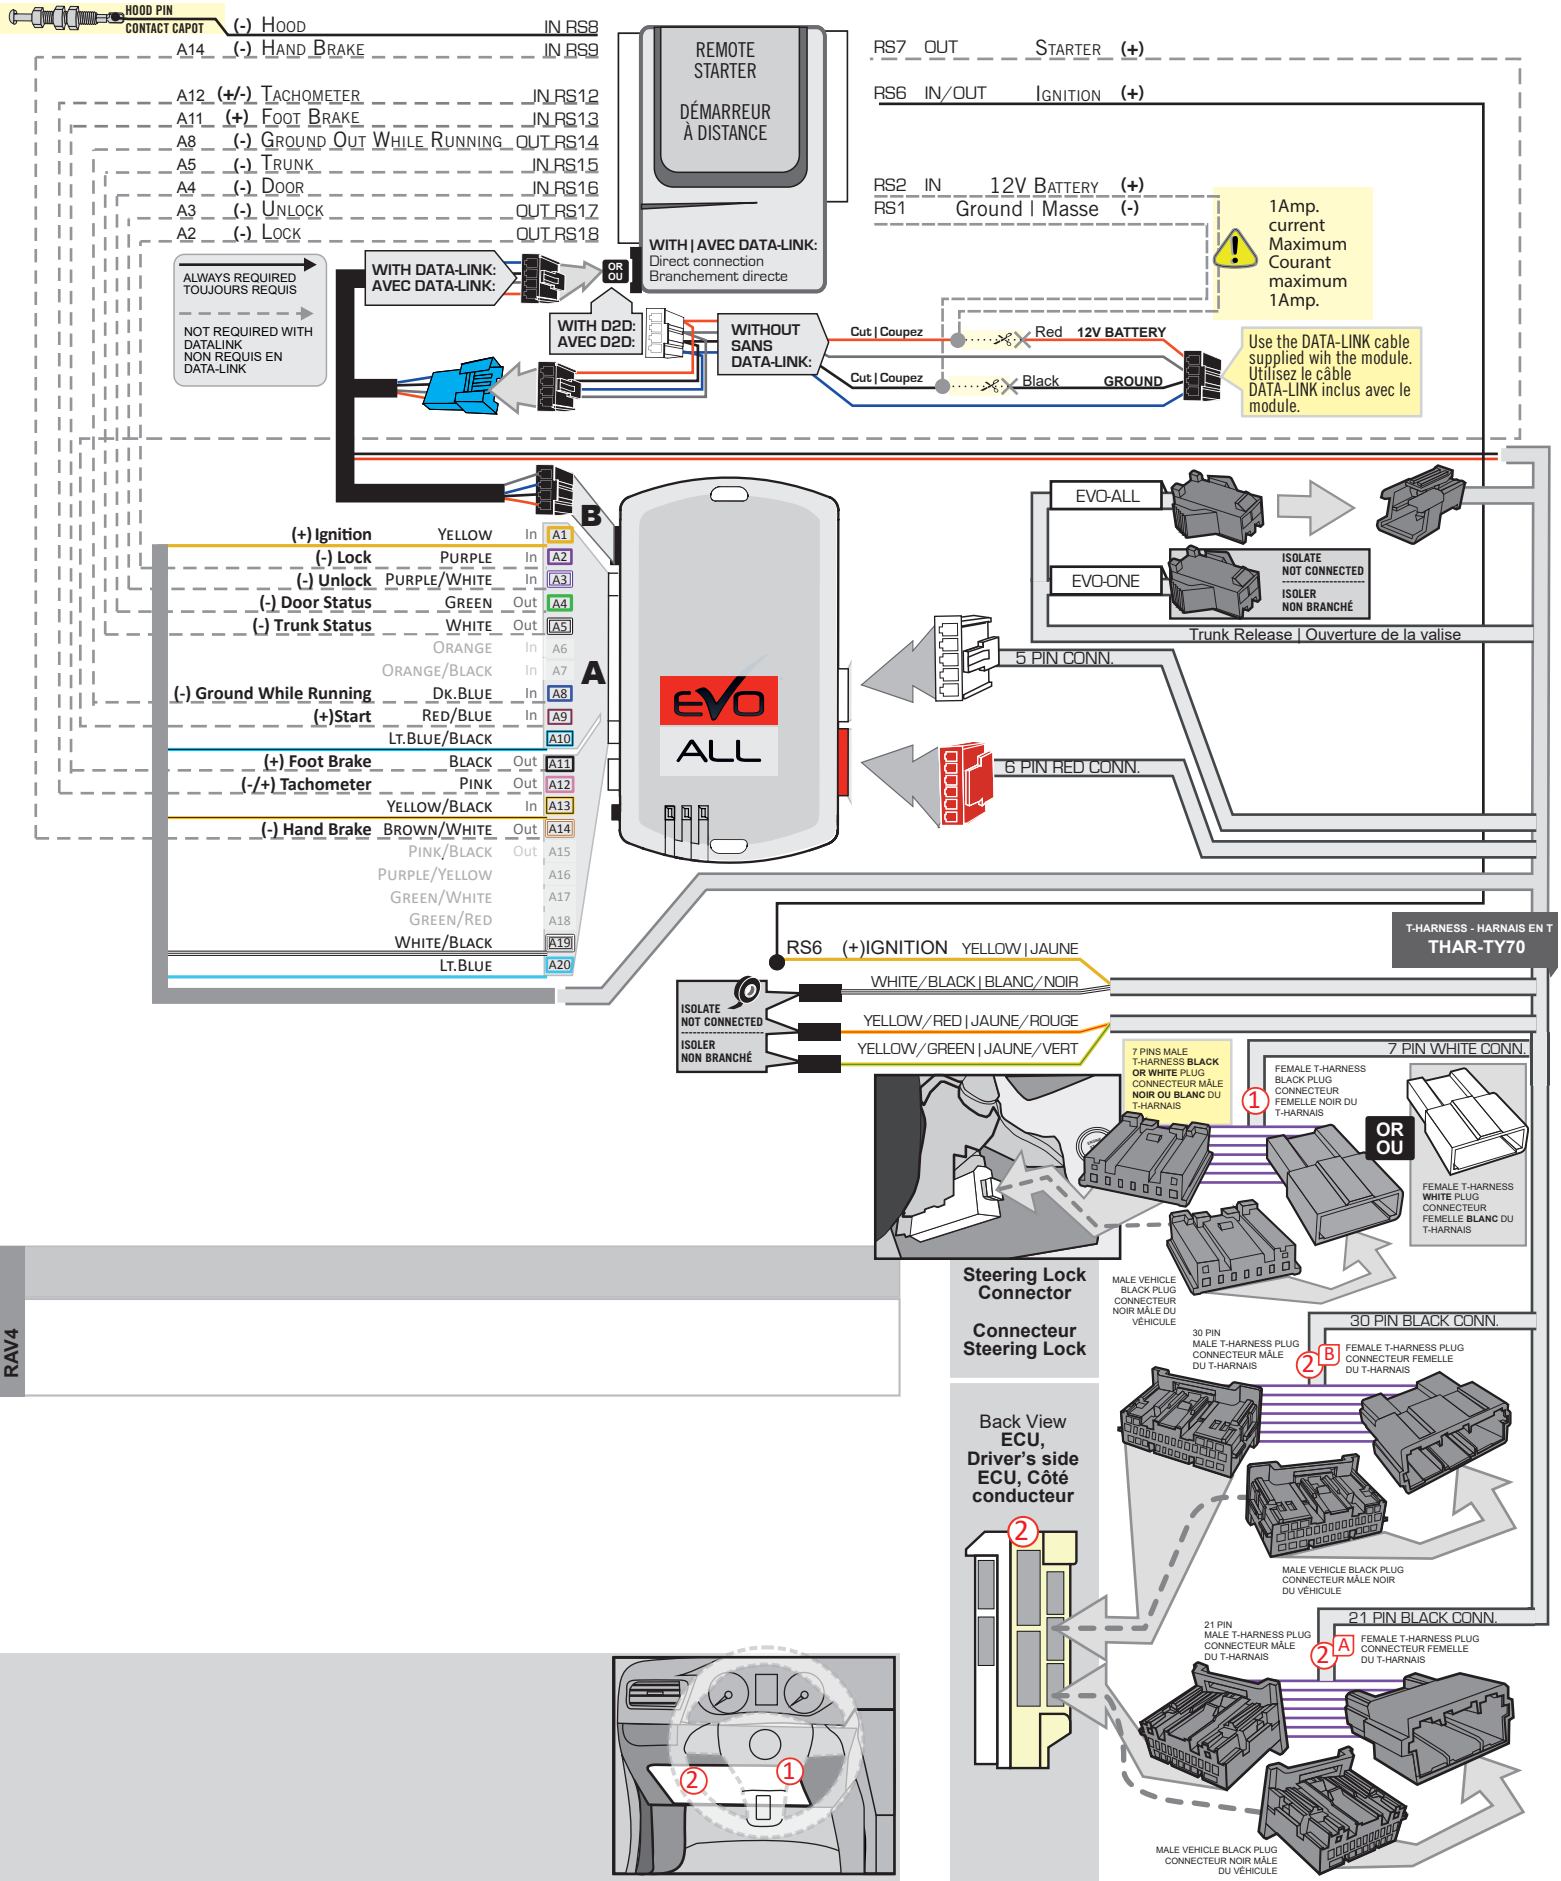 HOOD PIN
CONTACT CAPOT
(-) HOOD IN RS8
A14 (-) HAND BRAKE IN RS9
A12 (+/-) TACHOMETER IN RS12
A11 (+) FOOT BRAKE IN RS13
A8 (-) GROUND OUT WHILE RUNNING OUT RS14
A5 (-) TRUNK IN RS15
A4 (-) DOOR IN RS16
A3 (-) UNLOCK OUT RS17
A2 (-) LOCK OUT RS18
REMOTE
STARTER
DÉMARREUR
À DISTANCE
WITH | AVEC DATA-LINK:
Direct connection
Branchement directe
RS7 OUT STARTER (+)
RS6 IN/OUT IGNITION (+)
RS2 IN 12V BATTERY (+)
RS1 Ground | Masse (-)
1Amp.
current
Maximum
Courant
maximum
1Amp.
ALWAYS REQUIRED
TOUJOURS REQUIS
NOT REQUIRED WITH
DATALINK
NON REQUIS EN
DATA-LINK
WITH DATA-LINK:
AVEC DATA-LINK:
OR
OU
WITH D2D:
AVEC D2D:
WITHOUT
SANS
DATA-LINK:
Cut | Coupez Red 12V BATTERY
Cut | Coupez Black GROUND
Use the DATA-LINK cable
supplied wih the module.
Utilisez le câble
DATA-LINK inclus avec le
module.
B
A
(+) Ignition YELLOW In A1
(-) Lock PURPLE In A2
(-) Unlock PURPLE/WHITE In A3
(-) Door Status GREEN Out A4
(-) Trunk Status WHITE Out A5
ORANGE In A6
ORANGE/BLACK In A7
(-) Ground While Running DK.BLUE In A8
(+)Start RED/BLUE In A9
LT.BLUE/BLACK A10
(+) Foot Brake BLACK Out A11
(-/+) Tachometer PINK Out A12
YELLOW/BLACK In A13
(-) Hand Brake BROWN/WHITE Out A14
PINK/BLACK Out A15
PURPLE/YELLOW A16
GREEN/WHITE A17
GREEN/RED A18
WHITE/BLACK A19
LT.BLUE A20
EVO
ALL
EVO-ALL
EVO-ONE
ISOLATE
NOT CONNECTED
ISOLER
NON BRANCHÉ
Trunk Release | Ouverture de la valise
5 PIN CONN.
6 PIN RED CONN.
T-HARNESS - HARNAIS EN T
THAR-TY70
RS6 (+)IGNITION YELLOW | JAUNE
WHITE/BLACK | BLANC/NOIR
YELLOW/RED | JAUNE/ROUGE
YELLOW/GREEN | JAUNE/VERT
ISOLATE
NOT CONNECTED
ISOLER
NON BRANCHÉ
7 PIN WHITE CONN.
7 PINS MALE
T-HARNESS BLACK
OR WHITE PLUG
CONNECTEUR MÂLE
NOIR OU BLANC DU
T-HARNAIS
1
FEMALE T-HARNESS
BLACK PLUG
CONNECTEUR
FEMELLE NOIR DU
T-HARNAIS
OR
OU
FEMALE T-HARNESS
WHITE PLUG
CONNECTEUR
FEMELLE BLANC DU
T-HARNAIS
MALE VEHICLE
BLACK PLUG
CONNECTEUR
NOIR MÂLE DU
VÉHICULE
Steering Lock
Connector
Connecteur
Steering Lock
RAV4
30 PIN BLACK CONN.
30 PIN
MALE T-HARNESS PLUG
CONNECTEUR MÂLE
DU T-HARNAIS
2 B
FEMALE T-HARNESS PLUG
CONNECTEUR FEMELLE
DU T-HARNAIS
MALE VEHICLE BLACK PLUG
CONNECTEUR MÂLE NOIR
DU VÉHICULE
Back View
ECU,
Driver's side
ECU, Côté
conducteur
2
21 PIN BLACK CONN.
21 PIN
MALE T-HARNESS PLUG
CONNECTEUR MÂLE
DU T-HARNAIS
2 A
FEMALE T-HARNESS PLUG
CONNECTEUR FEMELLE
DU T-HARNAIS
MALE VEHICLE BLACK PLUG
CONNECTEUR NOIR MÂLE
DU VÉHICULE
2
1